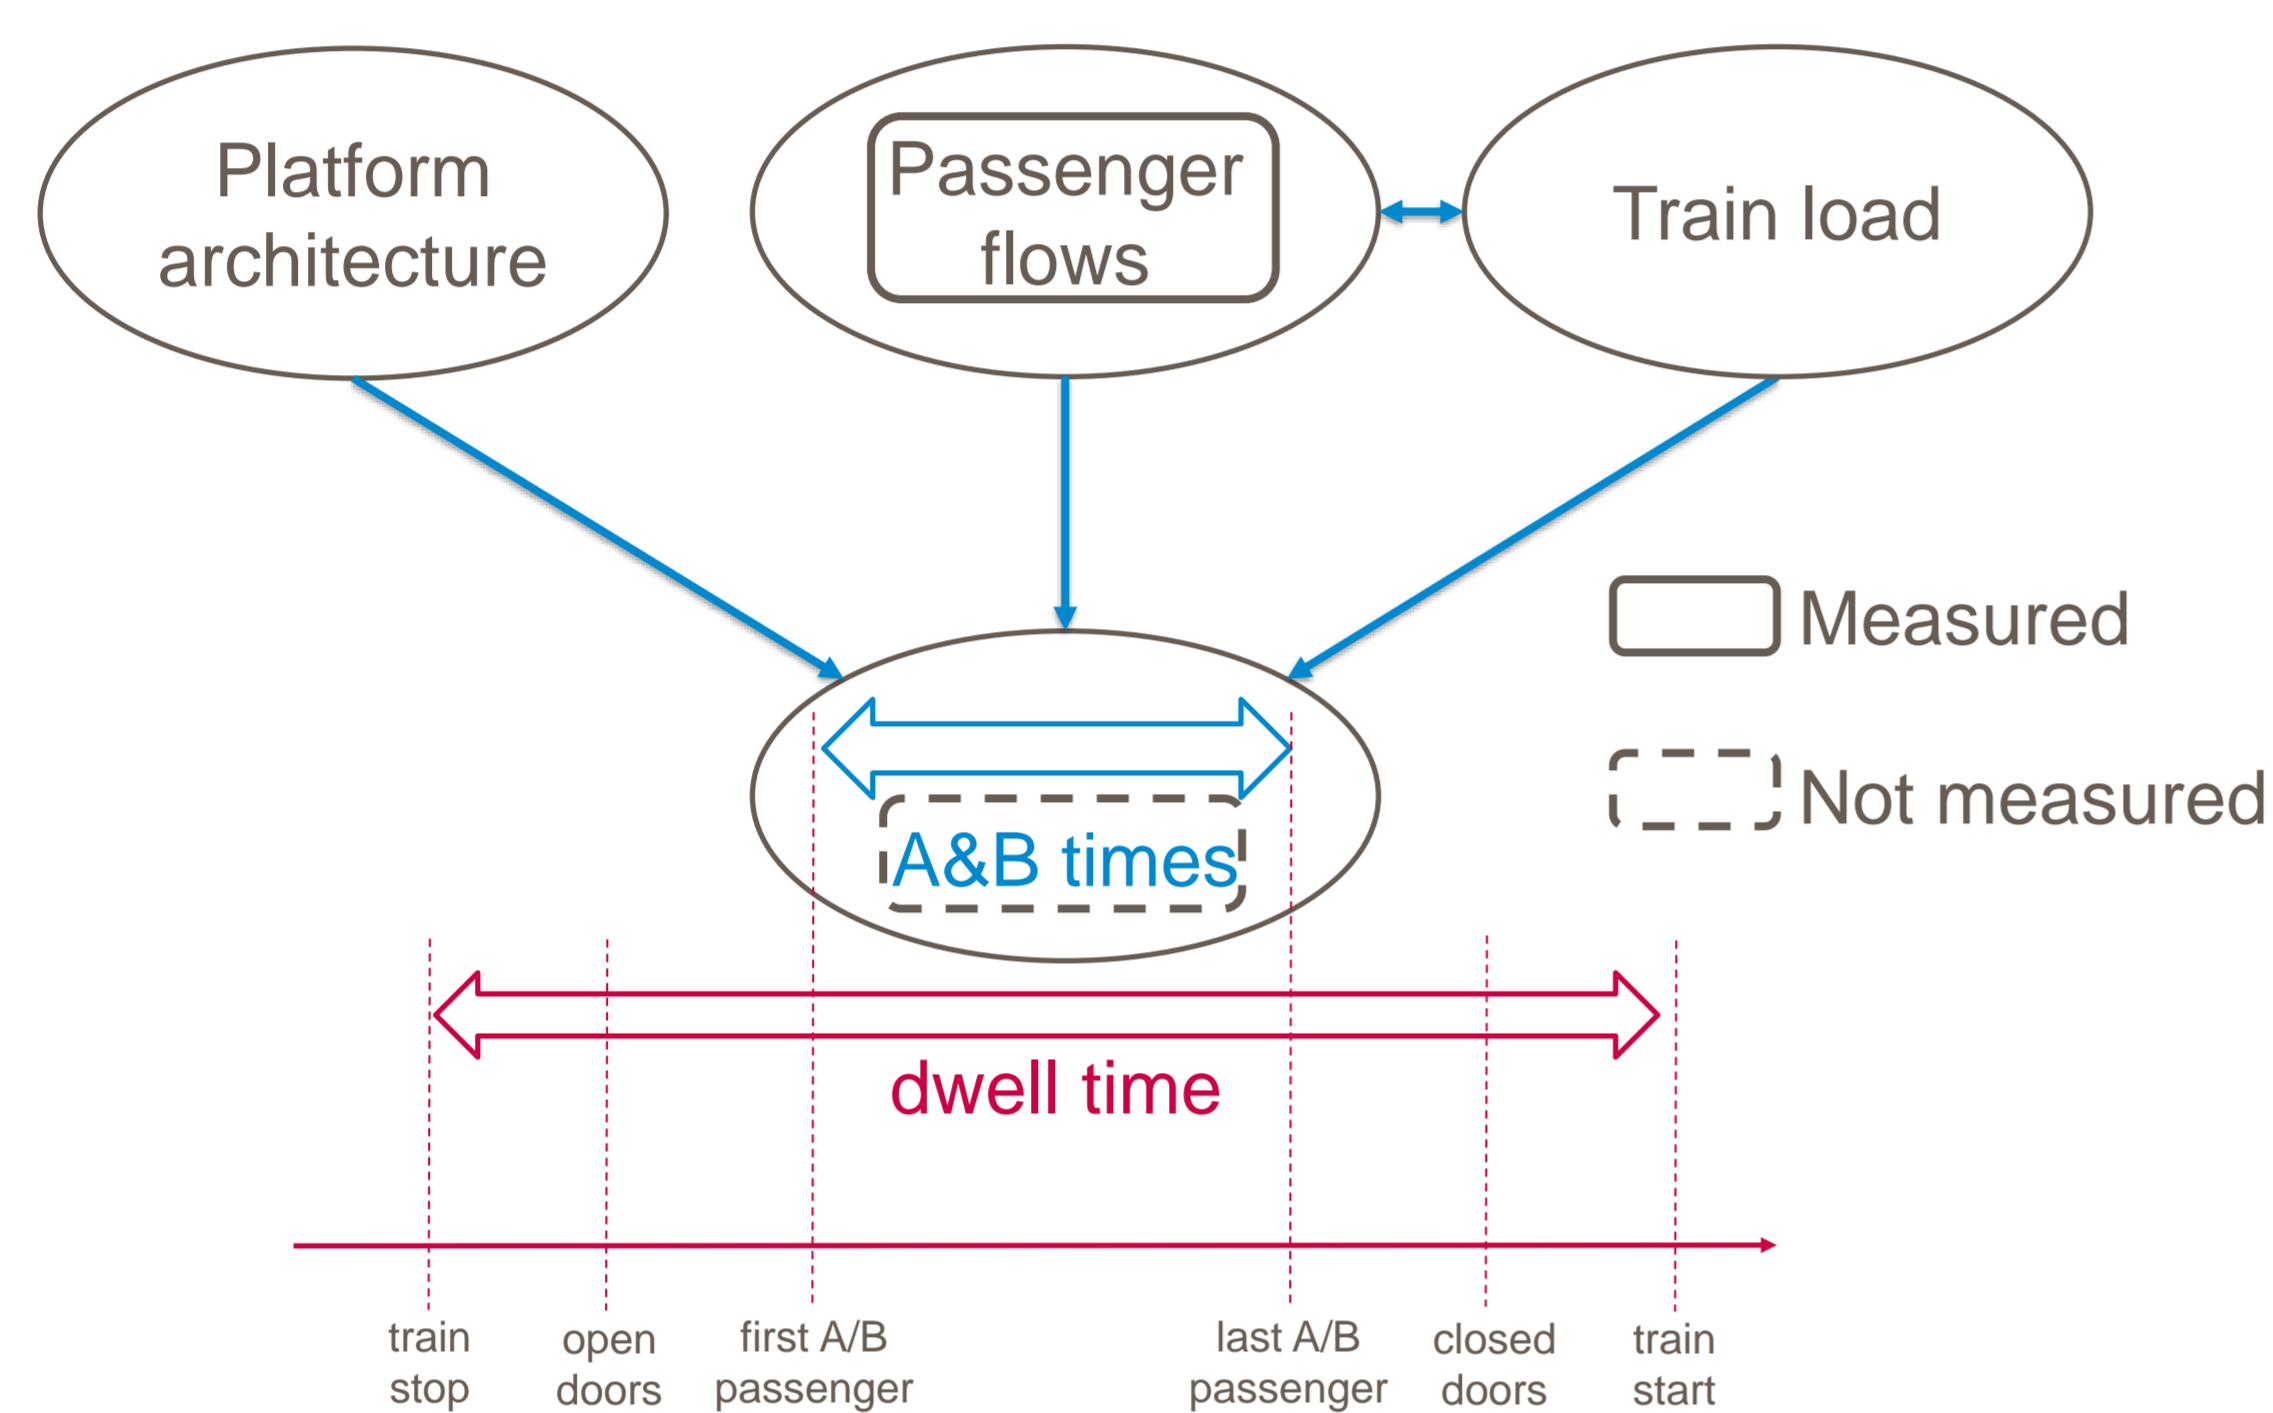 Platform
architecture
Passenger
flows
Train load
Measured
Not measured
A&B times
dwell time
train
stop
open
doors
first A/B
passenger
last A/B
passenger
closed
doors
train
start